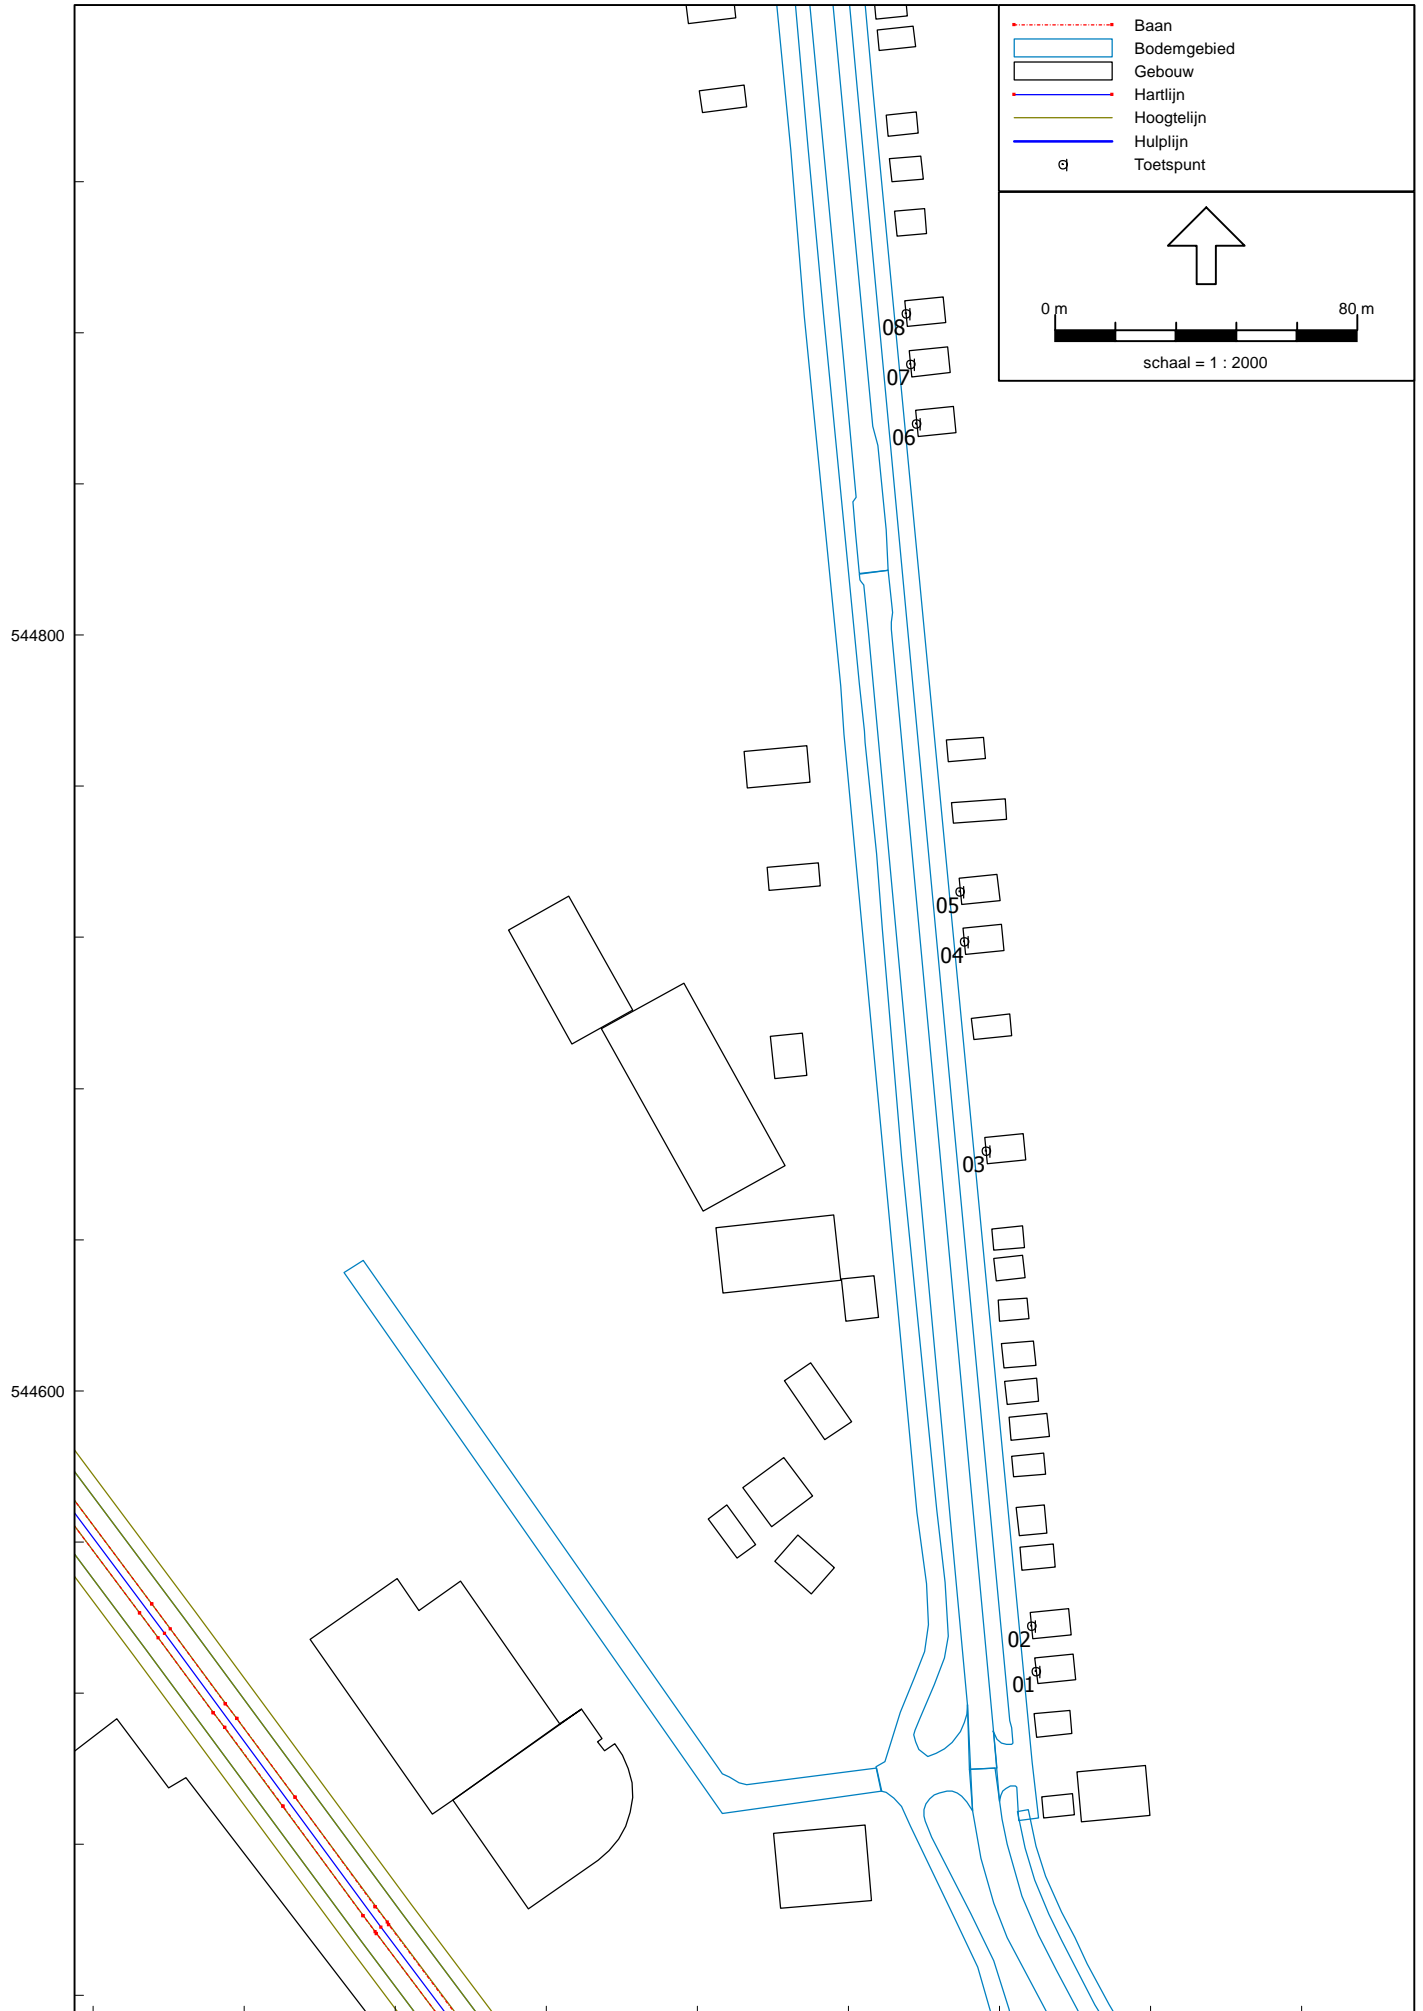 Baan
Bodemgebied
Gebouw
Hartlijn
Hoogtelijn
Hulplijn
Toetspunt
0 m 80 m
schaal = 1 : 2000
08
07
06
544800
05
04
03
544600
02
01